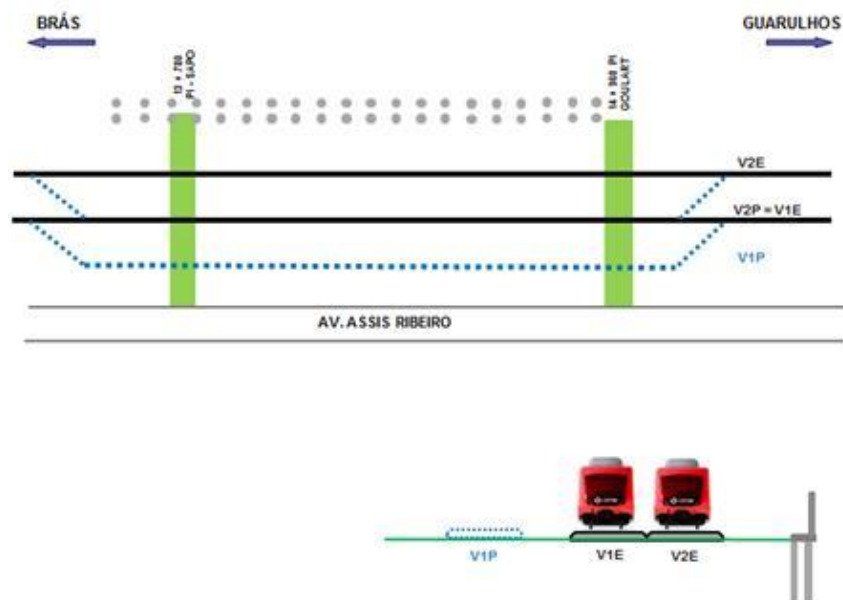 BRÁS
GUARULHOS
13 + 780
PI - SAPO
14 + 360 PI
GOULART
V2E
V2P = V1E
V1P
AV. ASSIS RIBEIRO
V1P
V1E
V2E